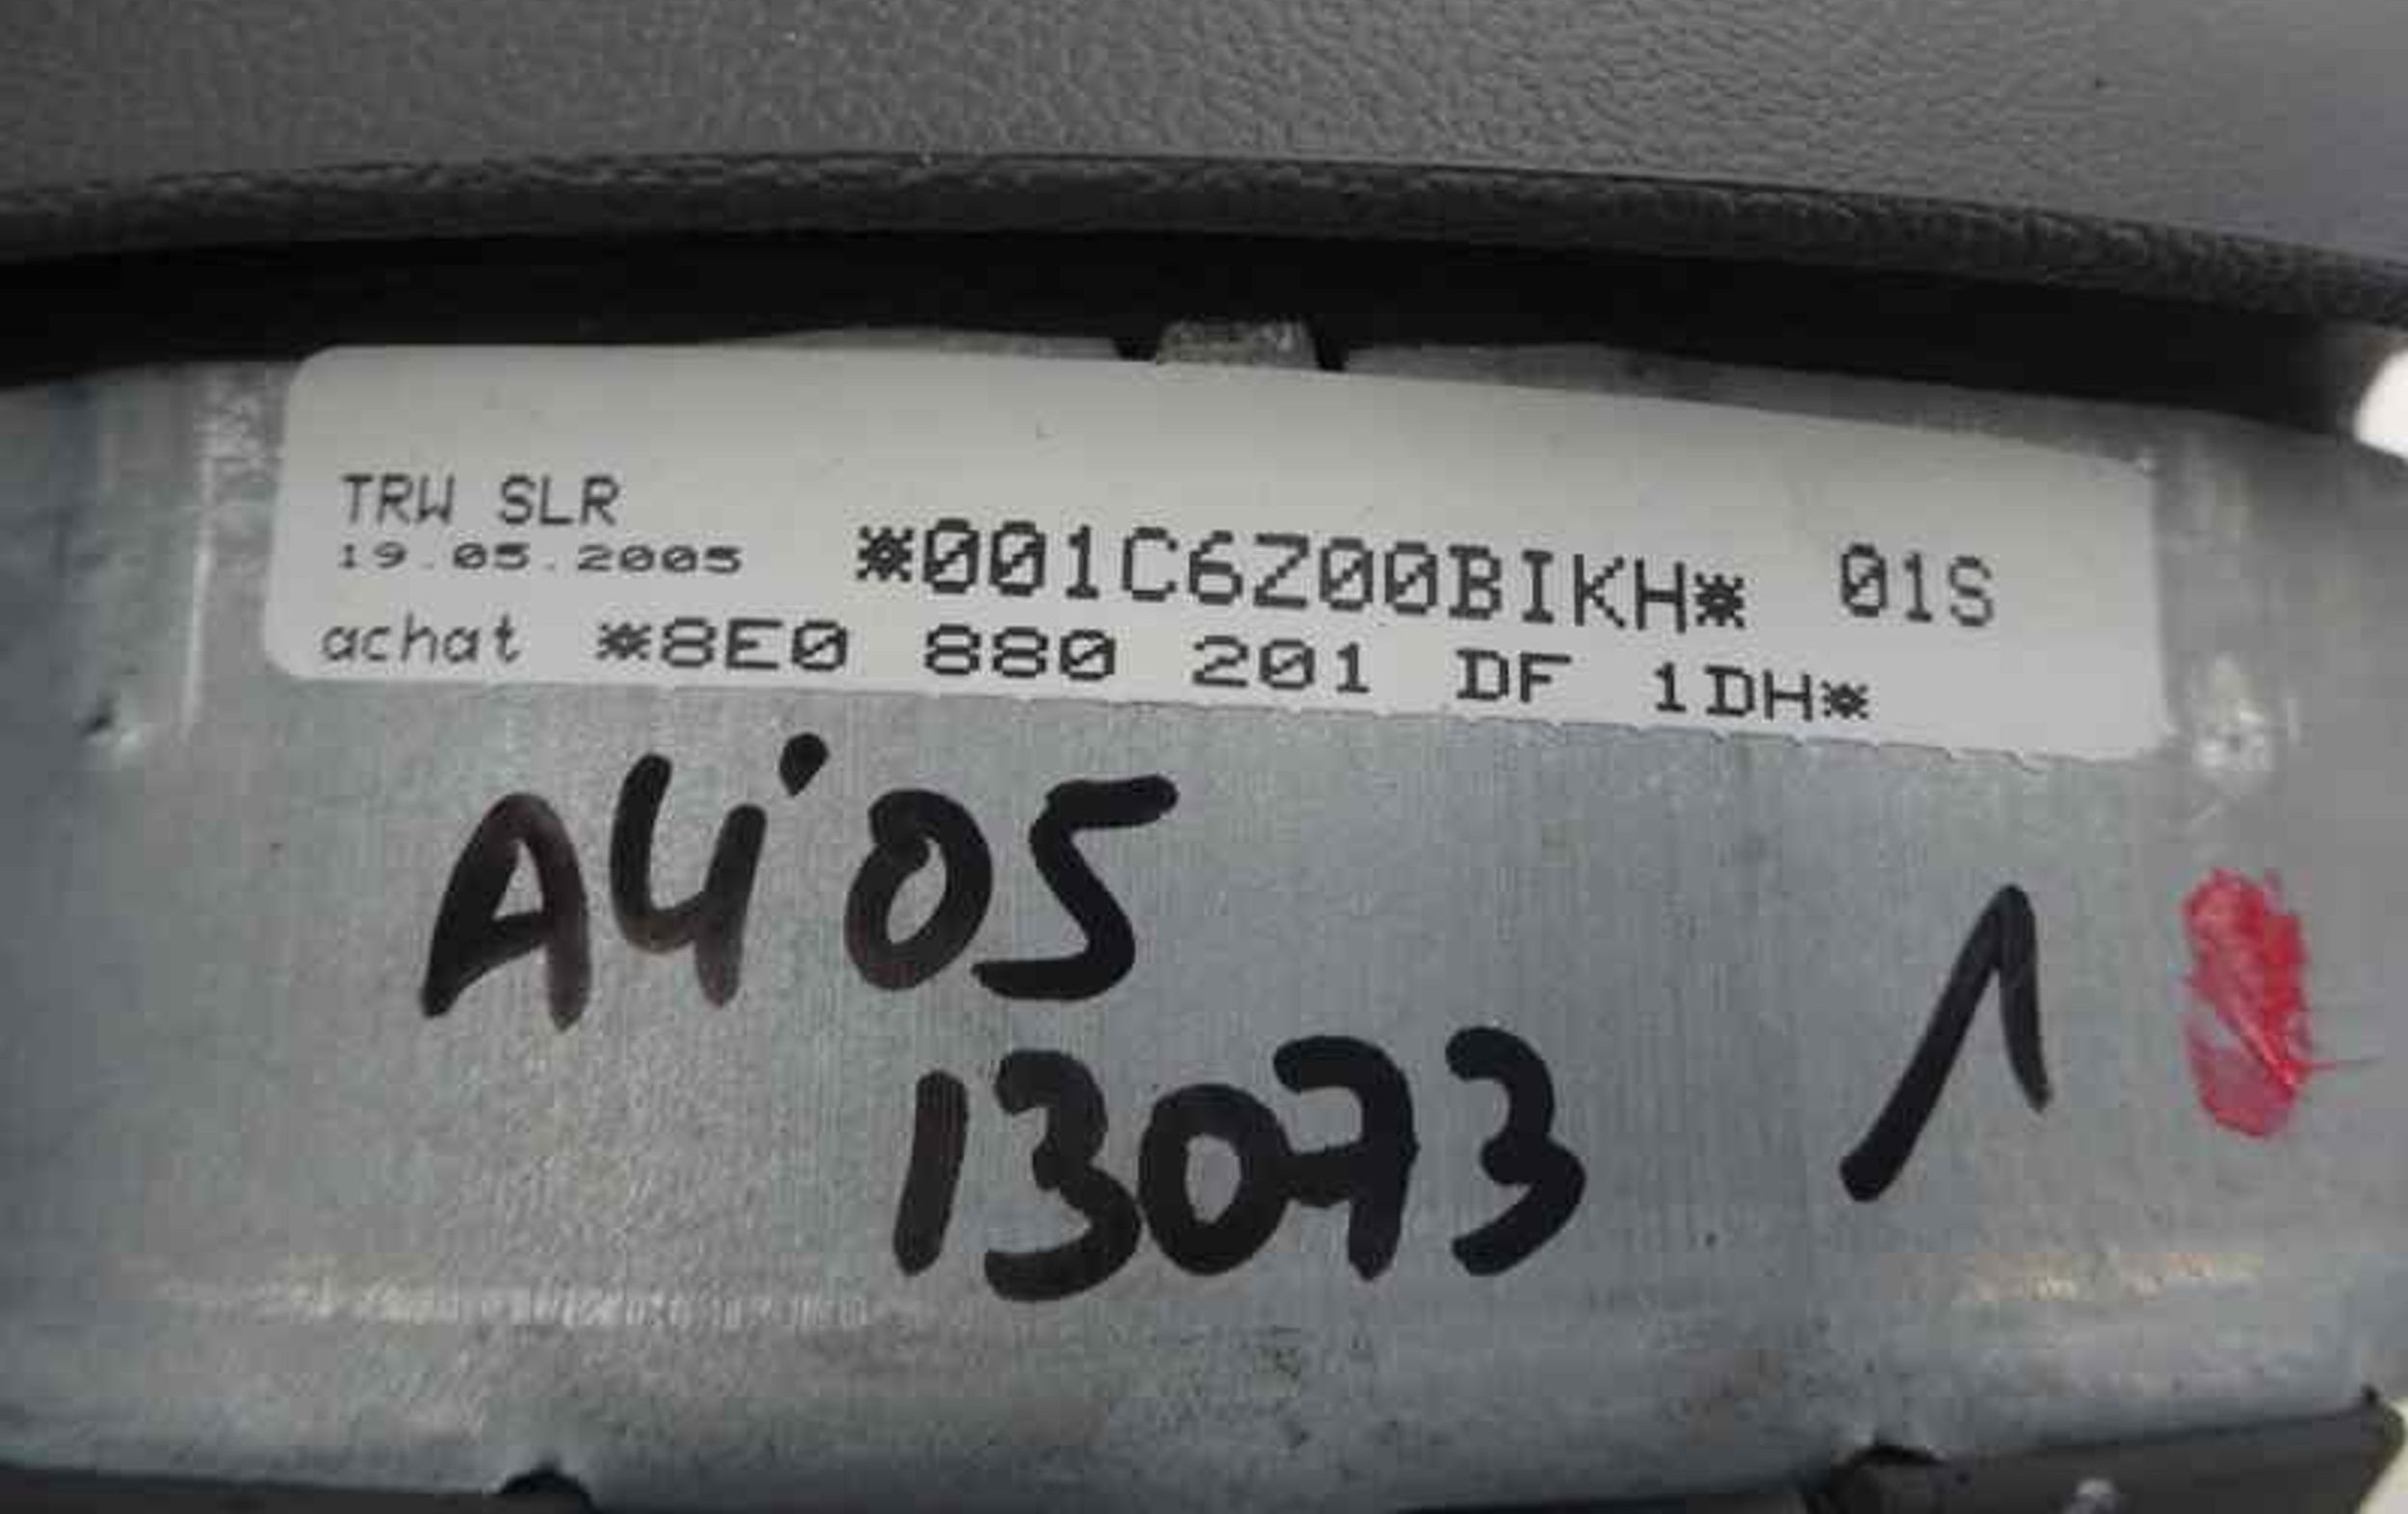 TRW SLR
19.05.2005
*001C6Z00BIKH* 01S
achat *8E0 880 201 DF 1DH*
A4'05
13073
1